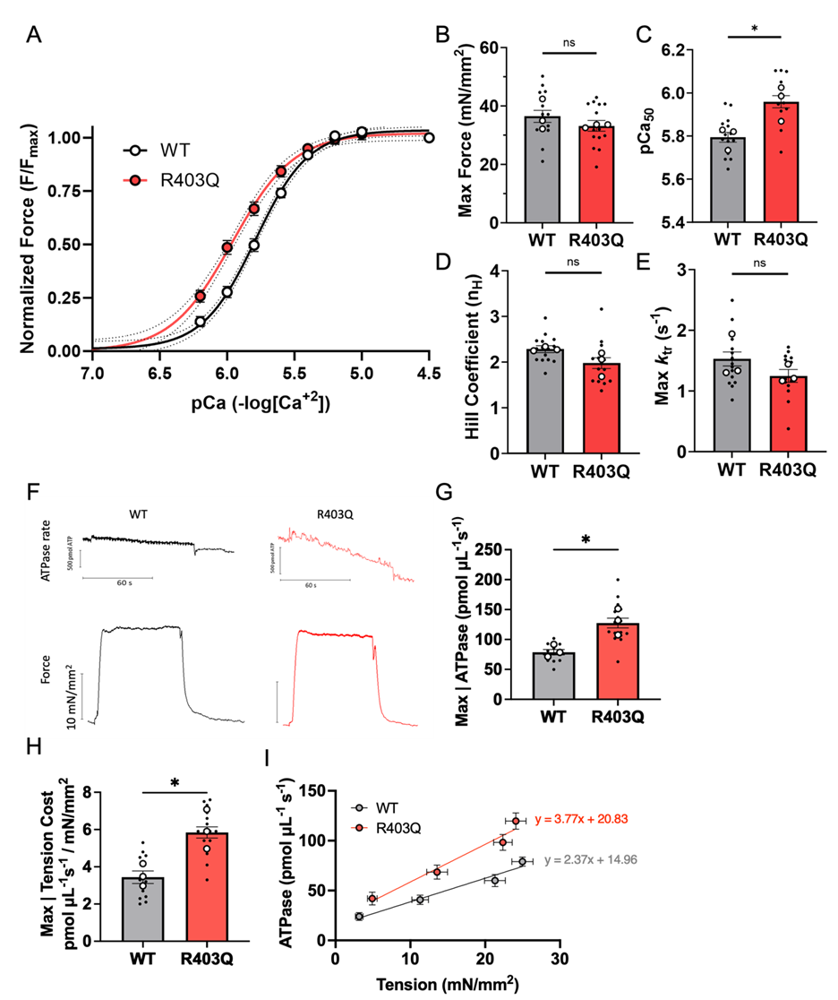 A
Normalized Force (F/Fmax)
1.00
0.75
0.50
0.25
0.00
WT
R403Q
7.0 6.5 6.0 5.5 5.0 4.5
pCa (-log[Ca+2])
B
Max Force (mN/mm2)
60
40
20
0
ns
WT R403Q
C
pCa50
6.2
6.0
5.8
5.6
5.4
*
WT R403Q
D
Hill Coefficient (nH)
4
3
2
1
0
ns
WT R403Q
E
Max ktr (s-1)
3
2
1
0
ns
WT R403Q
F
WT R403Q
ATPase rate
500 pmol ATP
60 s
500 pmol ATP
60 s
Force
10 mN/mm2
G
Max | ATPase (pmol µL-1s-1)
250
200
150
100
50
0
*
WT R403Q
H
Max | Tension Cost
pmol µL-1s-1 / mN/mm2
8
6
4
2
0
*
WT R403Q
I
ATPase (pmol µL-1 s-1)
150
100
50
0
WT
R403Q
y = 3.77x + 20.83
y = 2.37x + 14.96
0 10 20 30
Tension (mN/mm2)